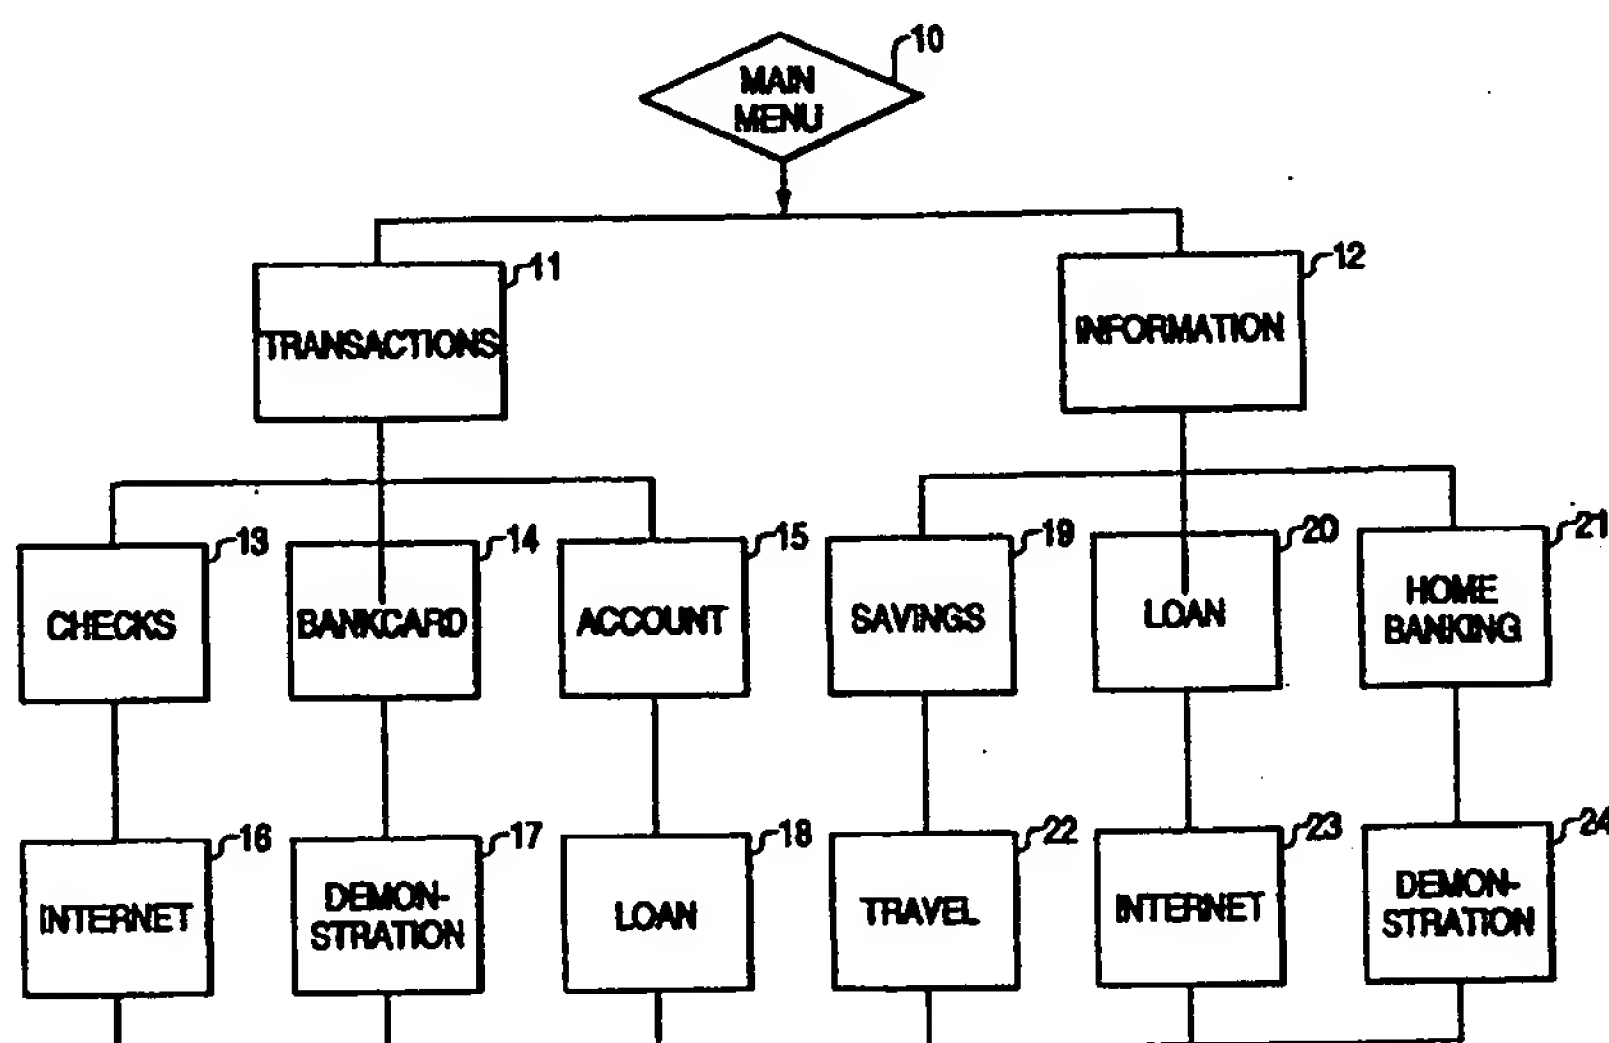 10
MAIN
MENU
11
12
TRANSACTIONS
INFORMATION
13
14
15
19
20
21
CHECKS
BANKCARD
ACCOUNT
SAVINGS
LOAN
HOME
BANKING
16
17
18
22
23
24
INTERNET
DEMON-
STRATION
LOAN
TRAVEL
INTERNET
DEMON-
STRATION